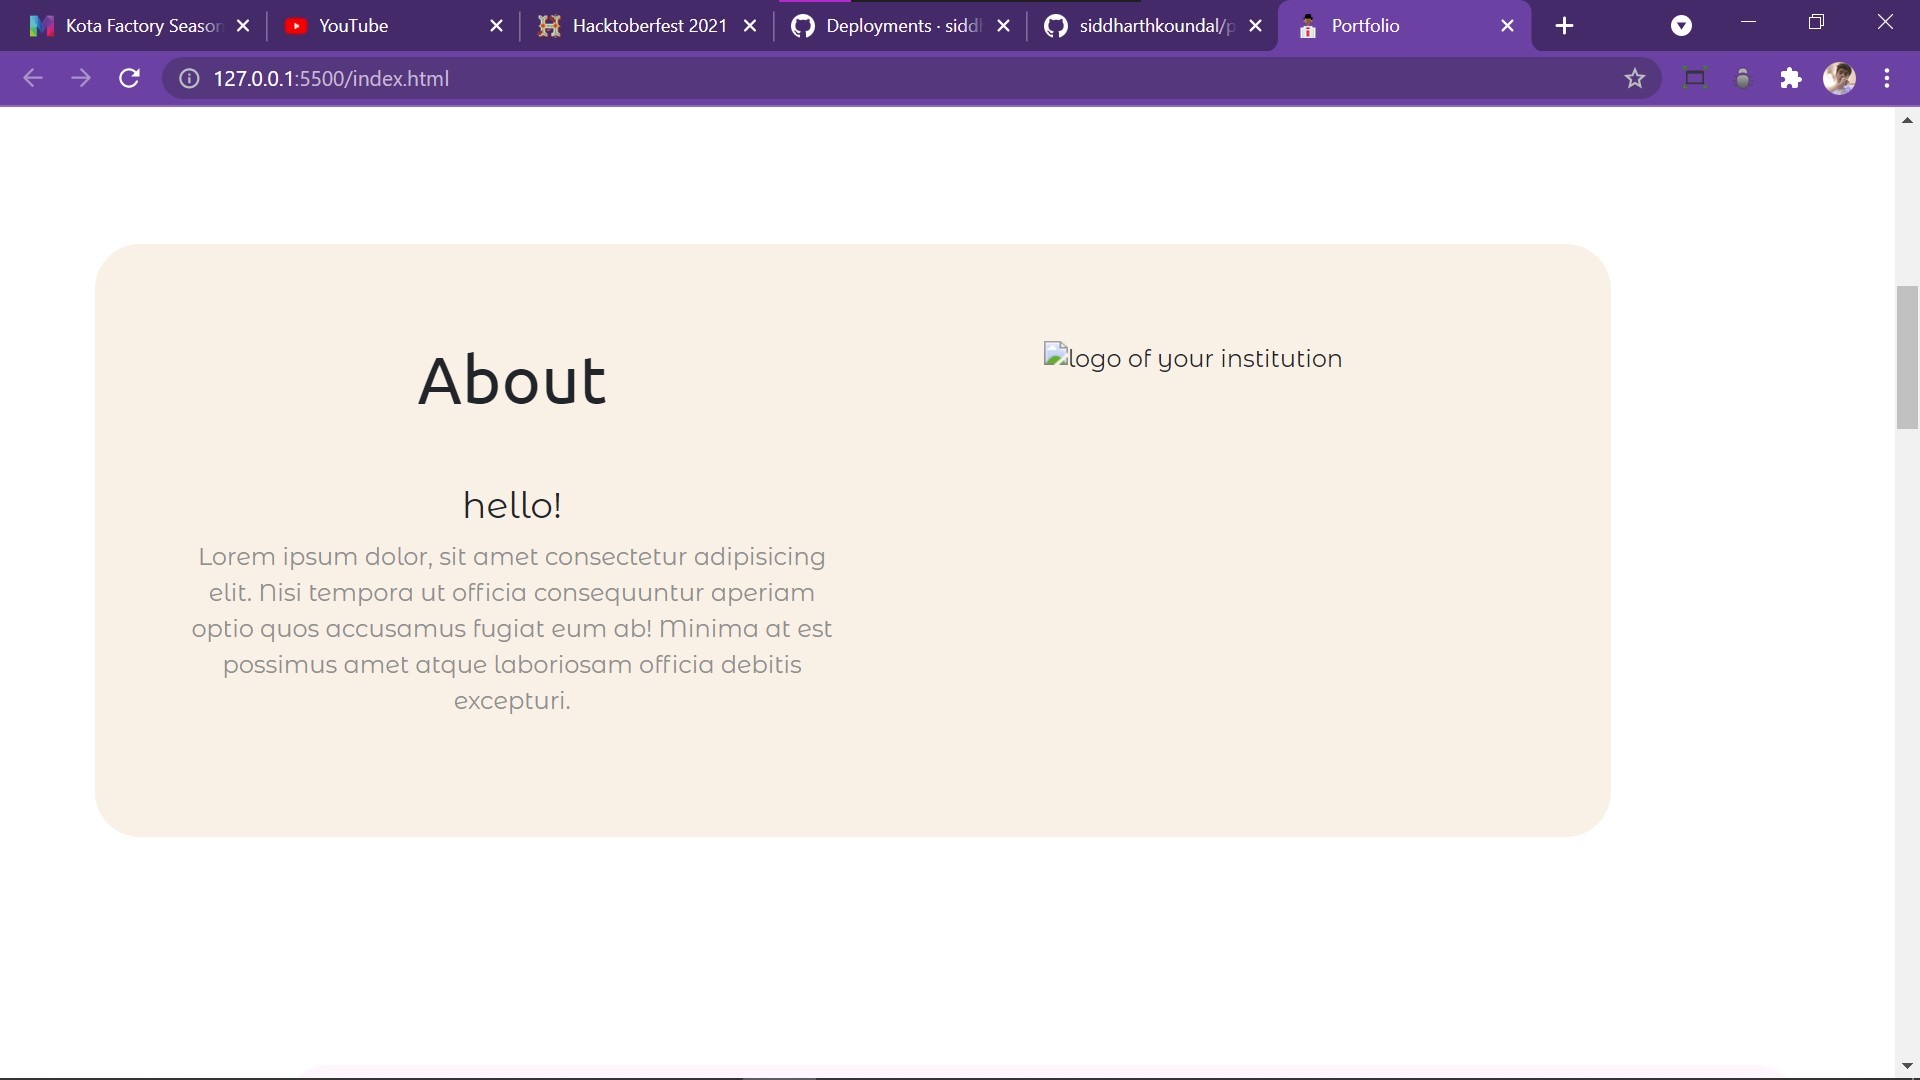 Kota Factory Season
YouTube
Hacktoberfest 2021
Deployments · sidd
siddharthkoundal/p
Portfolio
127.0.0.1:5500/index.html
About
logo of your institution
hello!
Lorem ipsum dolor, sit amet consectetur adipisicing
elit. Nisi tempora ut officia consequuntur aperiam
optio quos accusamus fugiat eum ab! Minima at est
possimus amet atque laboriosam officia debitis
excepturi.